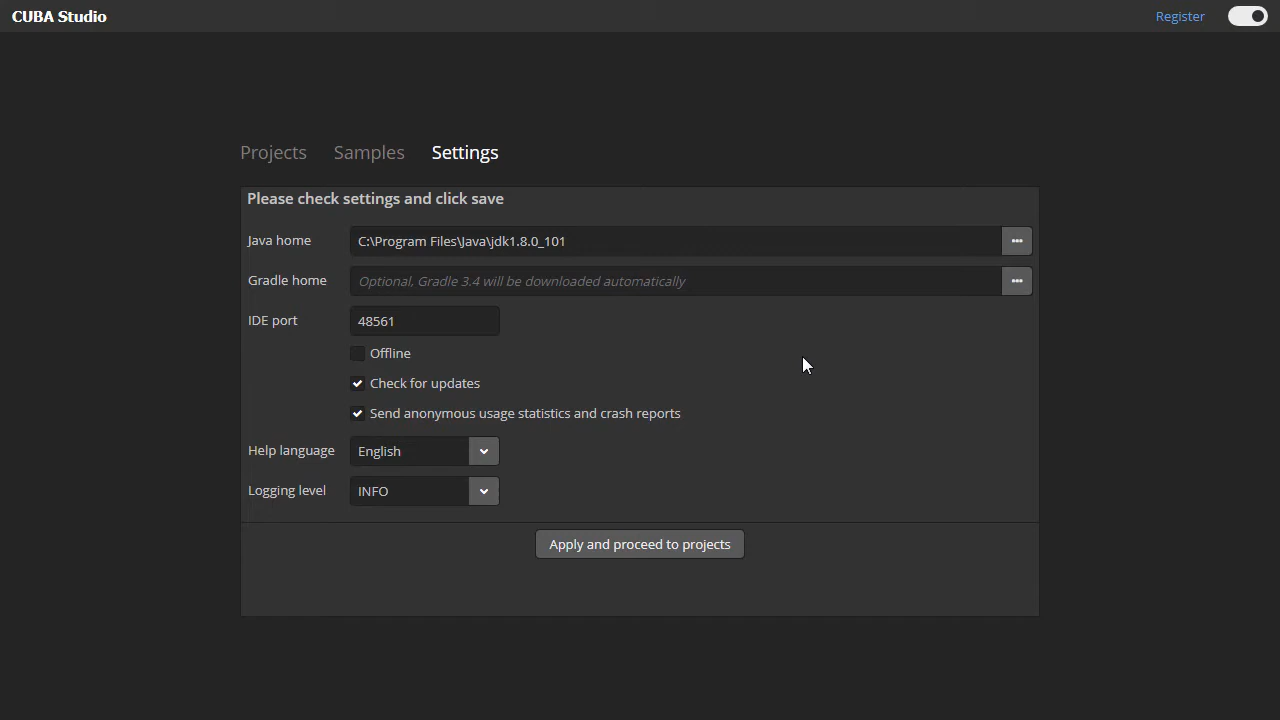 CUBA Studio
Register
Projects Samples Settings
Please check settings and click save
Java home C:\Program Files\Java\jdk1.8.0_101 •••
Gradle home Optional, Gradle 3.4 will be downloaded automatically •••
IDE port 48561
Offline
Check for updates
Send anonymous usage statistics and crash reports
Help language English
Logging level INFO
Apply and proceed to projects